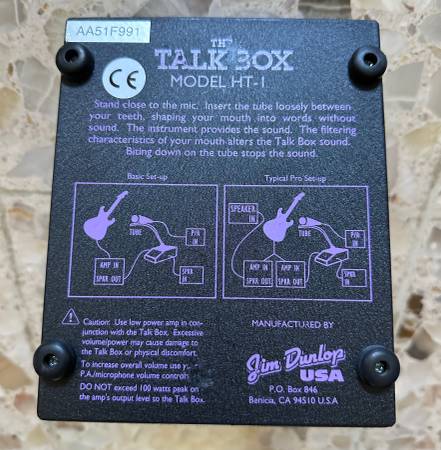 AA51F991
THE
TALK BOX
MODEL HT-1
CE
Stand close to the mic. Insert the tube loosely between
your teeth, shaping your mouth into words without
sound. The instrument provides the sound. The filtering
characteristics of your mouth alters the Talk Box sound.
Biting down on the tube stops the sound.
Basic Set-up
TUBE
P/A
IN
AMP IN
SPKR OUT
SPKR
IN
Typical Pro Set-up
SPEAKER
IN
TUBE
P/A
IN
AMP IN
SPKR OUT
AMP IN
SPKR OUT
SPKR
IN
Caution: Use low power amp in con-
junction with the Talk Box. Excessive
volume/power may cause damage to
the Talk Box or physical discomfort.
To increase overall volume use
P.A./microphone volume controls
DO NOT exceed 100 watts peak on
the amp's output level to the Talk Box.
MANUFACTURED BY
Jim Dunlop
USA
P.O. Box 846
Benicia, CA 94510 U.S.A